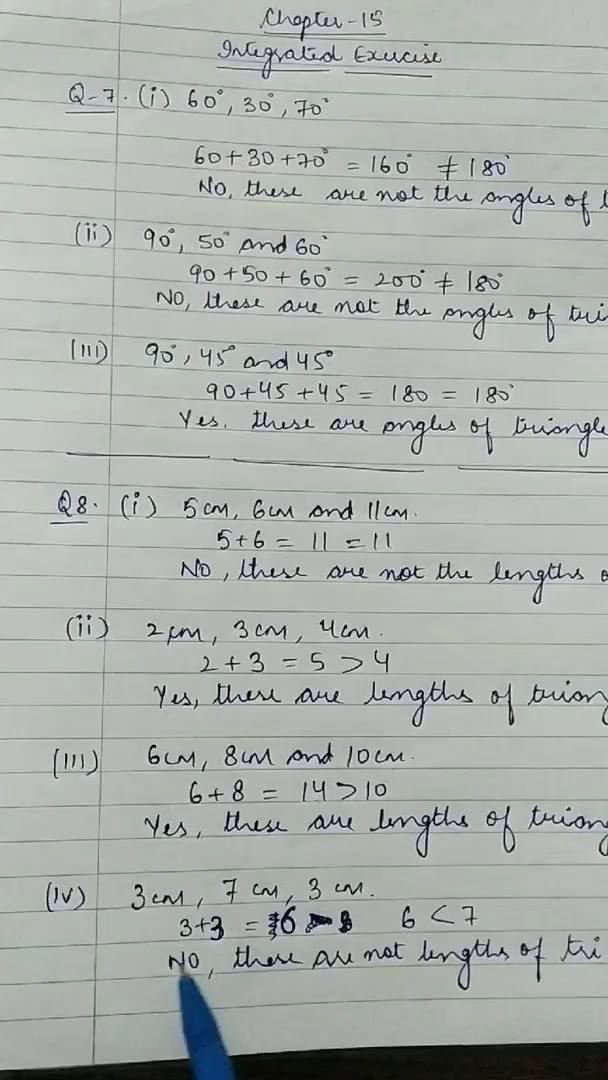 Chapter-15
Integrated Exercise
Q-7. (i) 60°, 30°, 70°
60+30+70° = 160° ≠ 180°
No, these are not the angles of t
(ii) 90°, 50° and 60°
90+50+60° = 200° ≠ 180°
NO, these are not the angles of tri
(III) 90°, 45° and 45°
90+45+45 = 180 = 180°
Yes. these are angles of triangle
Q8. (i) 5cm, 6cm and 11cm.
5+6 = 11 = 11
NO, these are not the lengths o
(ii) 2cm, 3cm, 4cm.
2+3 = 5 > 4
Yes, these are lengths of trian
(III) 6cm, 8cm and 10cm.
6+8 = 14 > 10
Yes, these are lengths of triang
(IV) 3cm, 7cm, 3cm.
3+3 = 6 6 < 7
NO, these are not lengths of tri